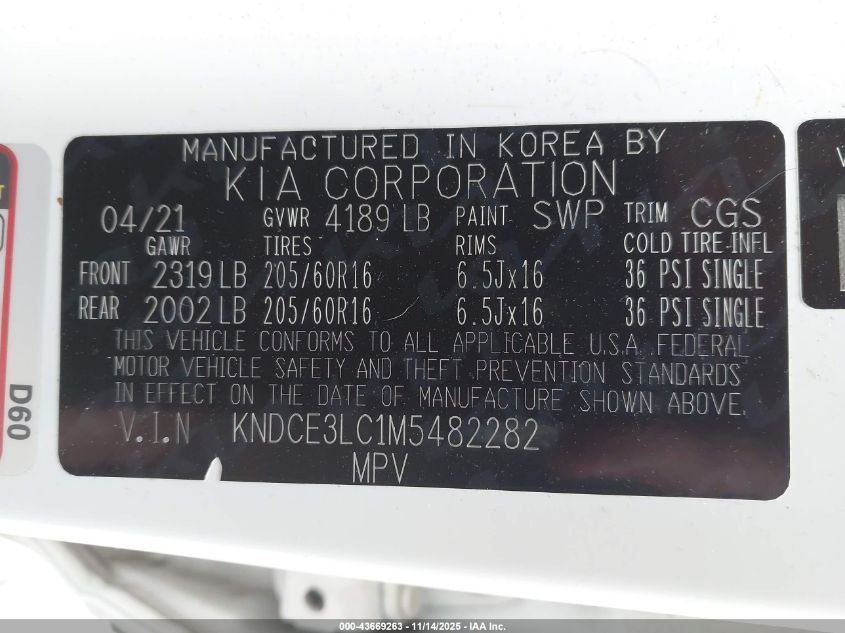 MANUFACTURED IN KOREA BY
KIA CORPORATION
04/21 GVWR 4189 LB PAINT SWP TRIM CGS
GAWR TIRES RIMS COLD TIRE INFL
FRONT 2319 LB 205/60R16 6.5Jx16 36 PSI SINGLE
REAR 2002 LB 205/60R16 6.5Jx16 36 PSI SINGLE
THIS VEHICLE CONFORMS TO ALL APPLICABLE U.S.A. FEDERAL
MOTOR VEHICLE SAFETY AND THEFT PREVENTION STANDARDS
IN EFFECT ON THE DATE OF MANUFACTURE SHOWN ABOVE.
V.I.N KNDCE3LC1M5482282
MPV
D60
000-43669263 - 11/14/2025 - IAA Inc.